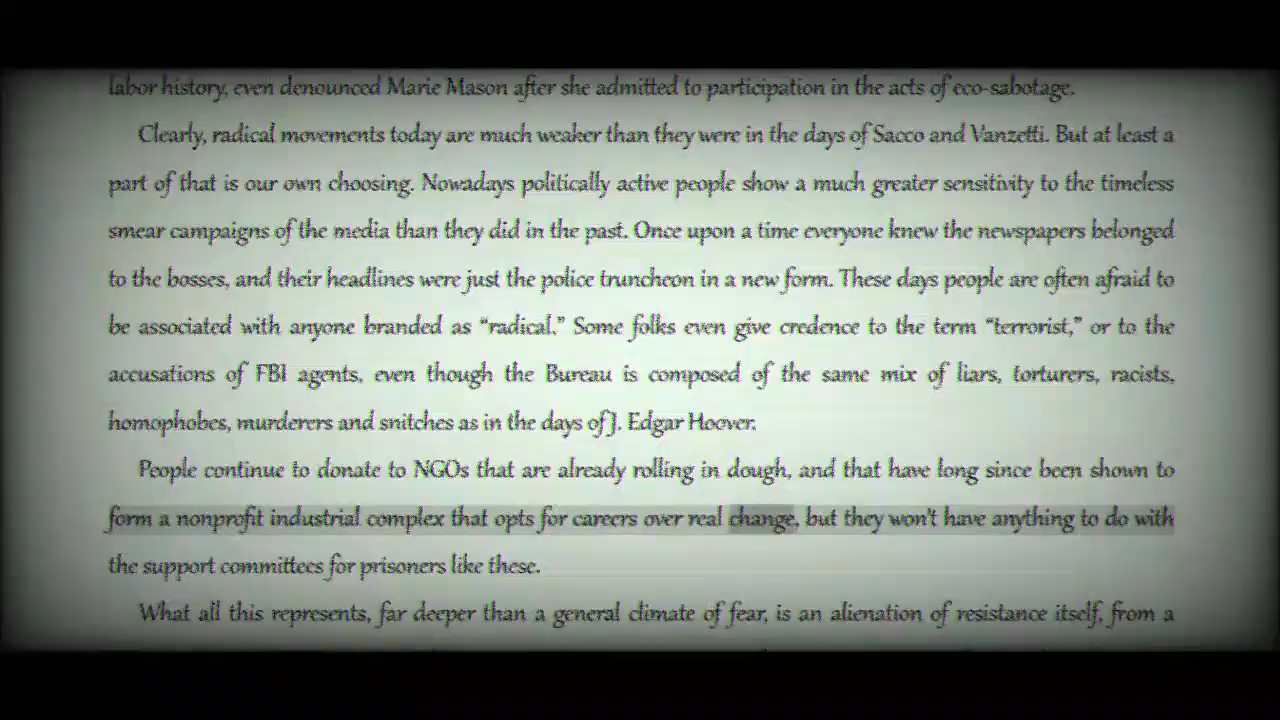 labor history, even denounced Marie Mason after she admitted to participation in the acts of eco-sabotage.
Clearly, radical movements today are much weaker than they were in the days of Sacco and Vanzetti. But at least a
part of that is our own choosing. Nowadays politically active people show a much greater sensitivity to the timeless
smear campaigns of the media than they did in the past. Once upon a time everyone knew the newspapers belonged
to the bosses, and their headlines were just the police truncheon in a new form. These days people are often afraid to
be associated with anyone branded as “radical.” Some folks even give credence to the term “terrorist,” or to the
accusations of FBI agents, even though the Bureau is composed of the same mix of liars, torturers, racists,
homophobes, murderers and snitches as in the days of J. Edgar Hoover.
People continue to donate to NGOs that are already rolling in dough, and that have long since been shown to
form a nonprofit industrial complex that opts for careers over real change, but they won’t have anything to do with
the support committees for prisoners like these.
What all this represents, far deeper than a general climate of fear, is an alienation of resistance itself, from a